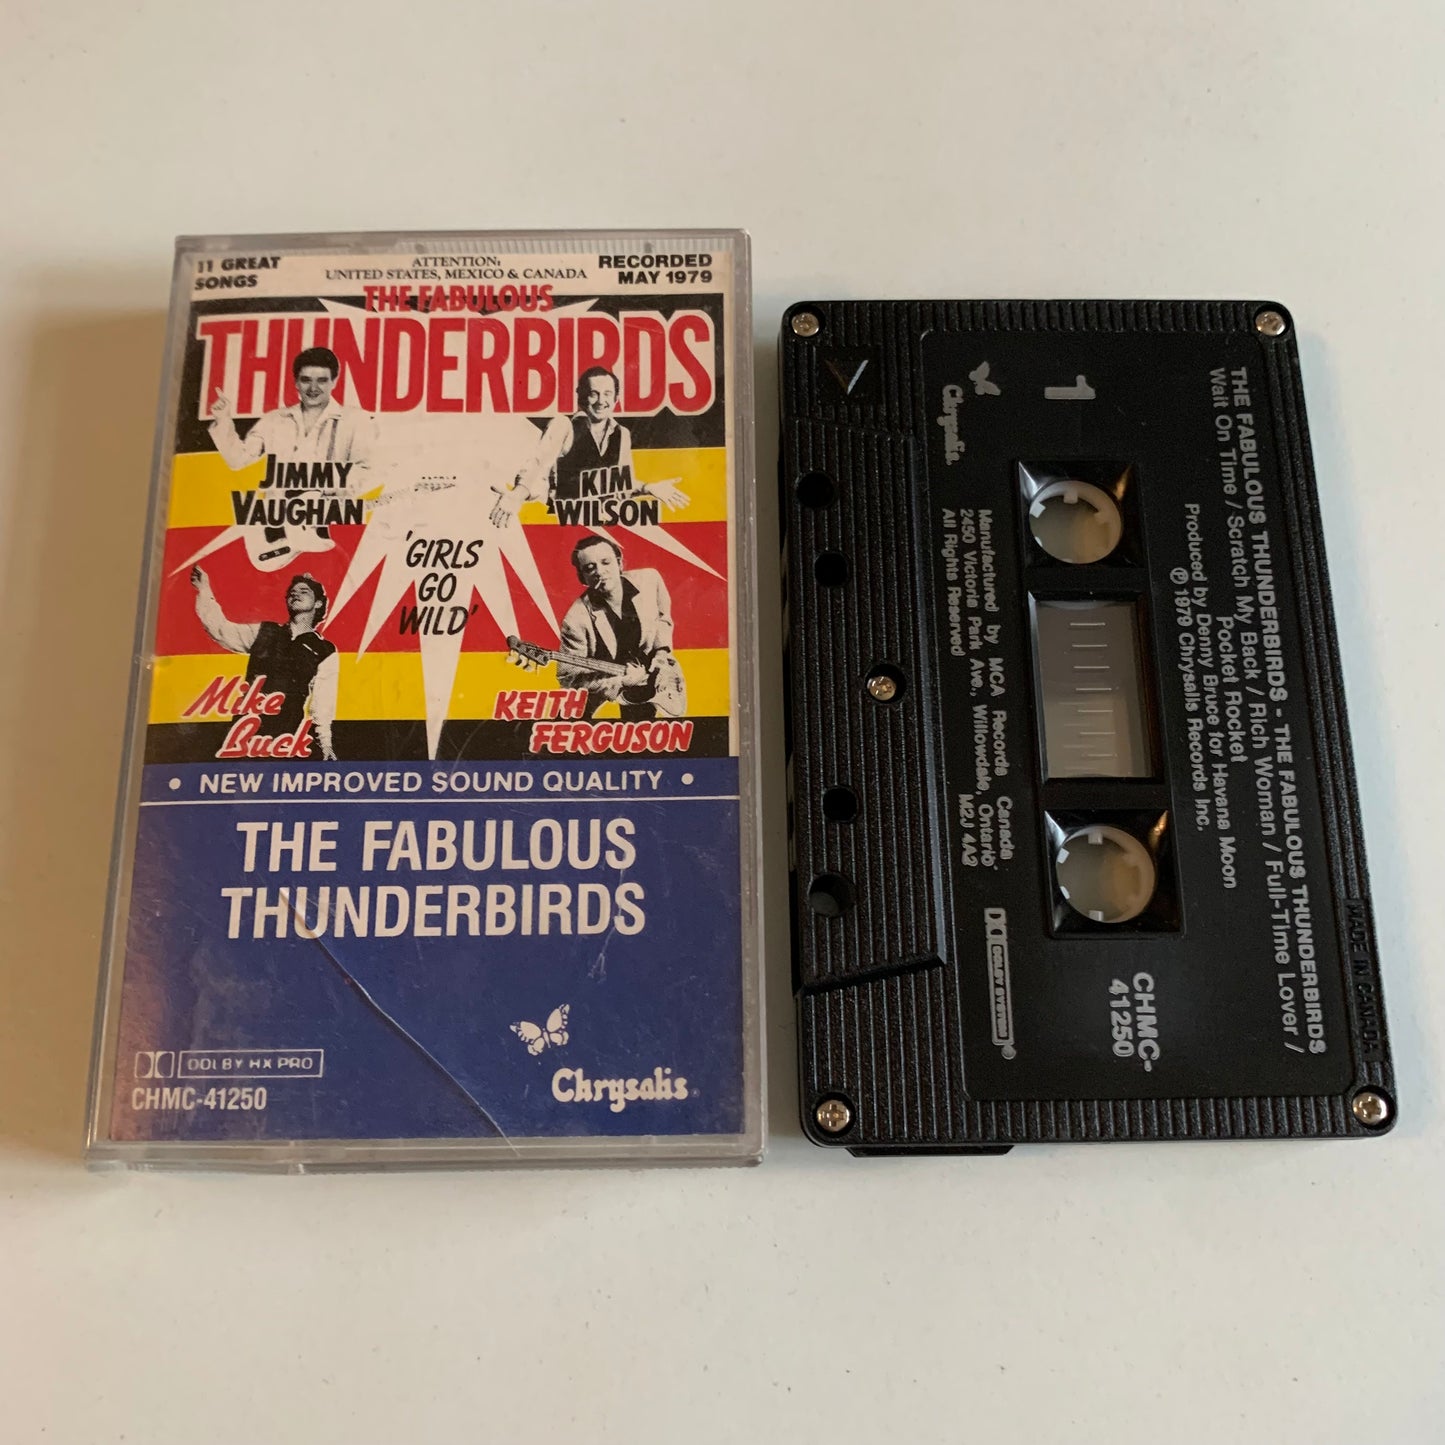 11 GREAT
SONGS
ATTENTION:
UNITED STATES, MEXICO & CANADA
RECORDED
MAY 1979
THE FABULOUS
THUNDERBIRDS
JIMMY
VAUGHAN
KIM
WILSON
'GIRLS
GO
WILD'
Mike
Buck
KEITH
FERGUSON
• NEW IMPROVED SOUND QUALITY •
THE FABULOUS
THUNDERBIRDS
DOLBY HX PRO
CHMC-41250
Chrysalis
THE FABULOUS THUNDERBIRDS - THE FABULOUS THUNDERBIRDS
Wait On Time / Scratch My Back / Rich Woman / Full-Time Lover /
Pocket Rocket
Produced by Denny Bruce for Havana Moon
℗ 1979 Chrysalis Records Inc.
1
CHMC-
41250
Chrysalis
Manufactured by MCA Records Canada
2450 Victoria Park Ave., Willowdale, Ontario
M2J 4A2
All Rights Reserved
DOLBY SYSTEM
MADE IN CANADA